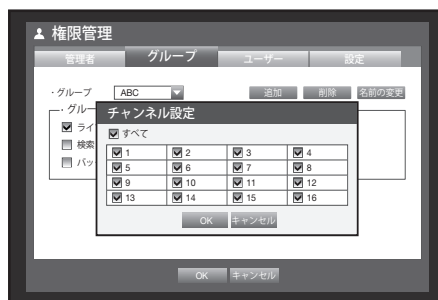 権限管理
管理者 グループ ユーザー 設定
・グループ ABC 追加 削除 名前の変更
・グルー
ライ
検索
バッ
チャンネル設定
すべて
1 2 3 4
5 6 7 8
9 10 11 12
13 14 15 16
OK キャンセル
OK キャンセル